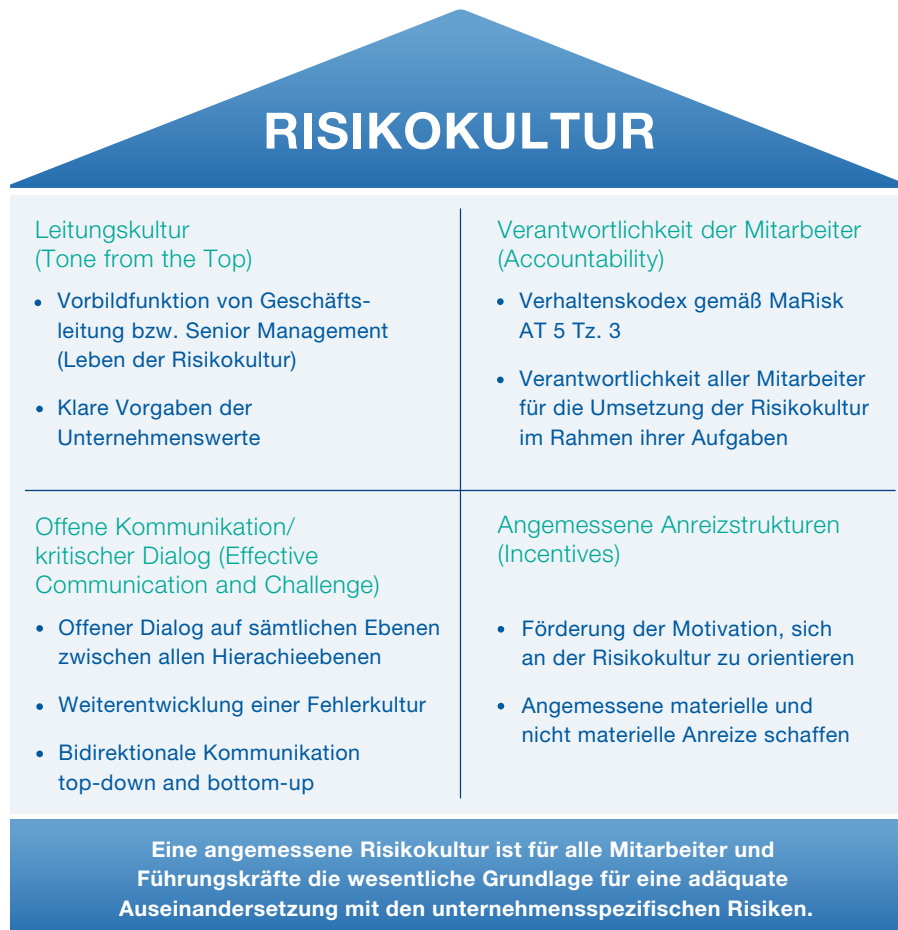 RISIKOKULTUR
Leitungskultur
(Tone from the Top)
• Vorbildfunktion von Geschäfts-
leitung bzw. Senior Management
(Leben der Risikokultur)
• Klare Vorgaben der
Unternehmenswerte
Verantwortlichkeit der Mitarbeiter
(Accountability)
• Verhaltenskodex gemäß MaRisk
AT 5 Tz. 3
• Verantwortlichkeit aller Mitarbeiter
für die Umsetzung der Risikokultur
im Rahmen ihrer Aufgaben
Offene Kommunikation/
kritischer Dialog (Effective
Communication and Challenge)
• Offener Dialog auf sämtlichen Ebenen
zwischen allen Hierachieebenen
• Weiterentwicklung einer Fehlerkultur
• Bidirektionale Kommunikation
top-down and bottom-up
Angemessene Anreizstrukturen
(Incentives)
• Förderung der Motivation, sich
an der Risikokultur zu orientieren
• Angemessene materielle und
nicht materielle Anreize schaffen
Eine angemessene Risikokultur ist für alle Mitarbeiter und
Führungskräfte die wesentliche Grundlage für eine adäquate
Auseinandersetzung mit den unternehmensspezifischen Risiken.